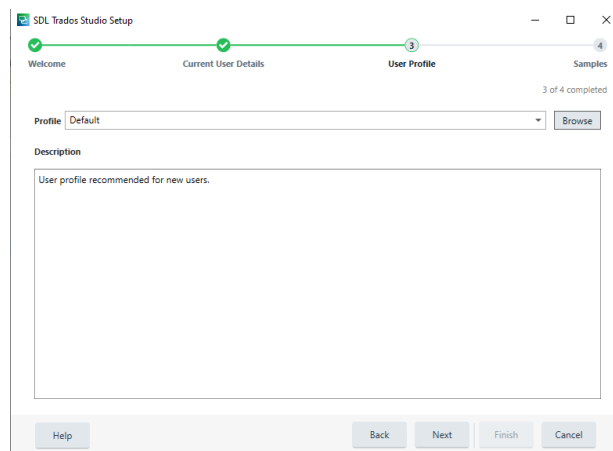 SDL Trados Studio Setup
3 4
Welcome Current User Details User Profile Samples
3 of 4 completed
Profile Default Browse
Description
User profile recommended for new users.
Help Back Next Finish Cancel